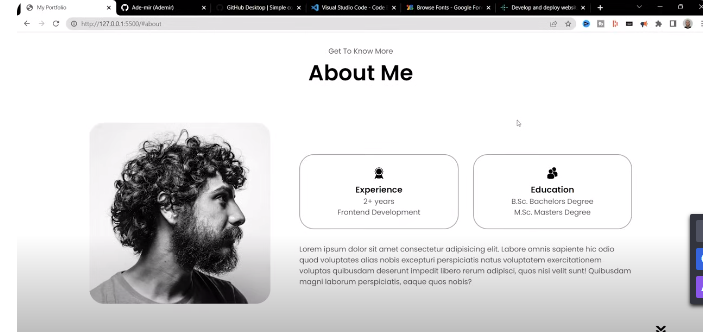 My Portfolio
Ade-mir (Ademir)
GitHub Desktop | Simple co
Visual Studio Code - Code
Browse Fonts - Google Fon
Develop and deploy websit
http://127.0.0.1:5500/#about
Get To Know More
About Me
Experience
2+ years
Frontend Development
Education
B.Sc. Bachelors Degree
M.Sc. Masters Degree
Lorem ipsum dolor sit amet consectetur adipisicing elit. Labore omnis sapiente hic odio
quod voluptates alias nobis excepturi perspiciatis natus voluptatem exercitationem
voluptas quibusdam deserunt impedit libero rerum adipisci, quos nisi velit sunt! Quibusdam
magni laborum perspiciatis, eaque quos nobis?